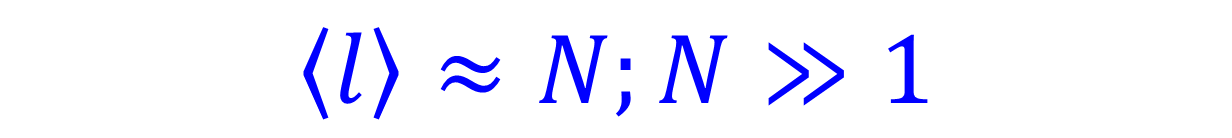 ⟨l⟩ ≈ N; N ≫ 1